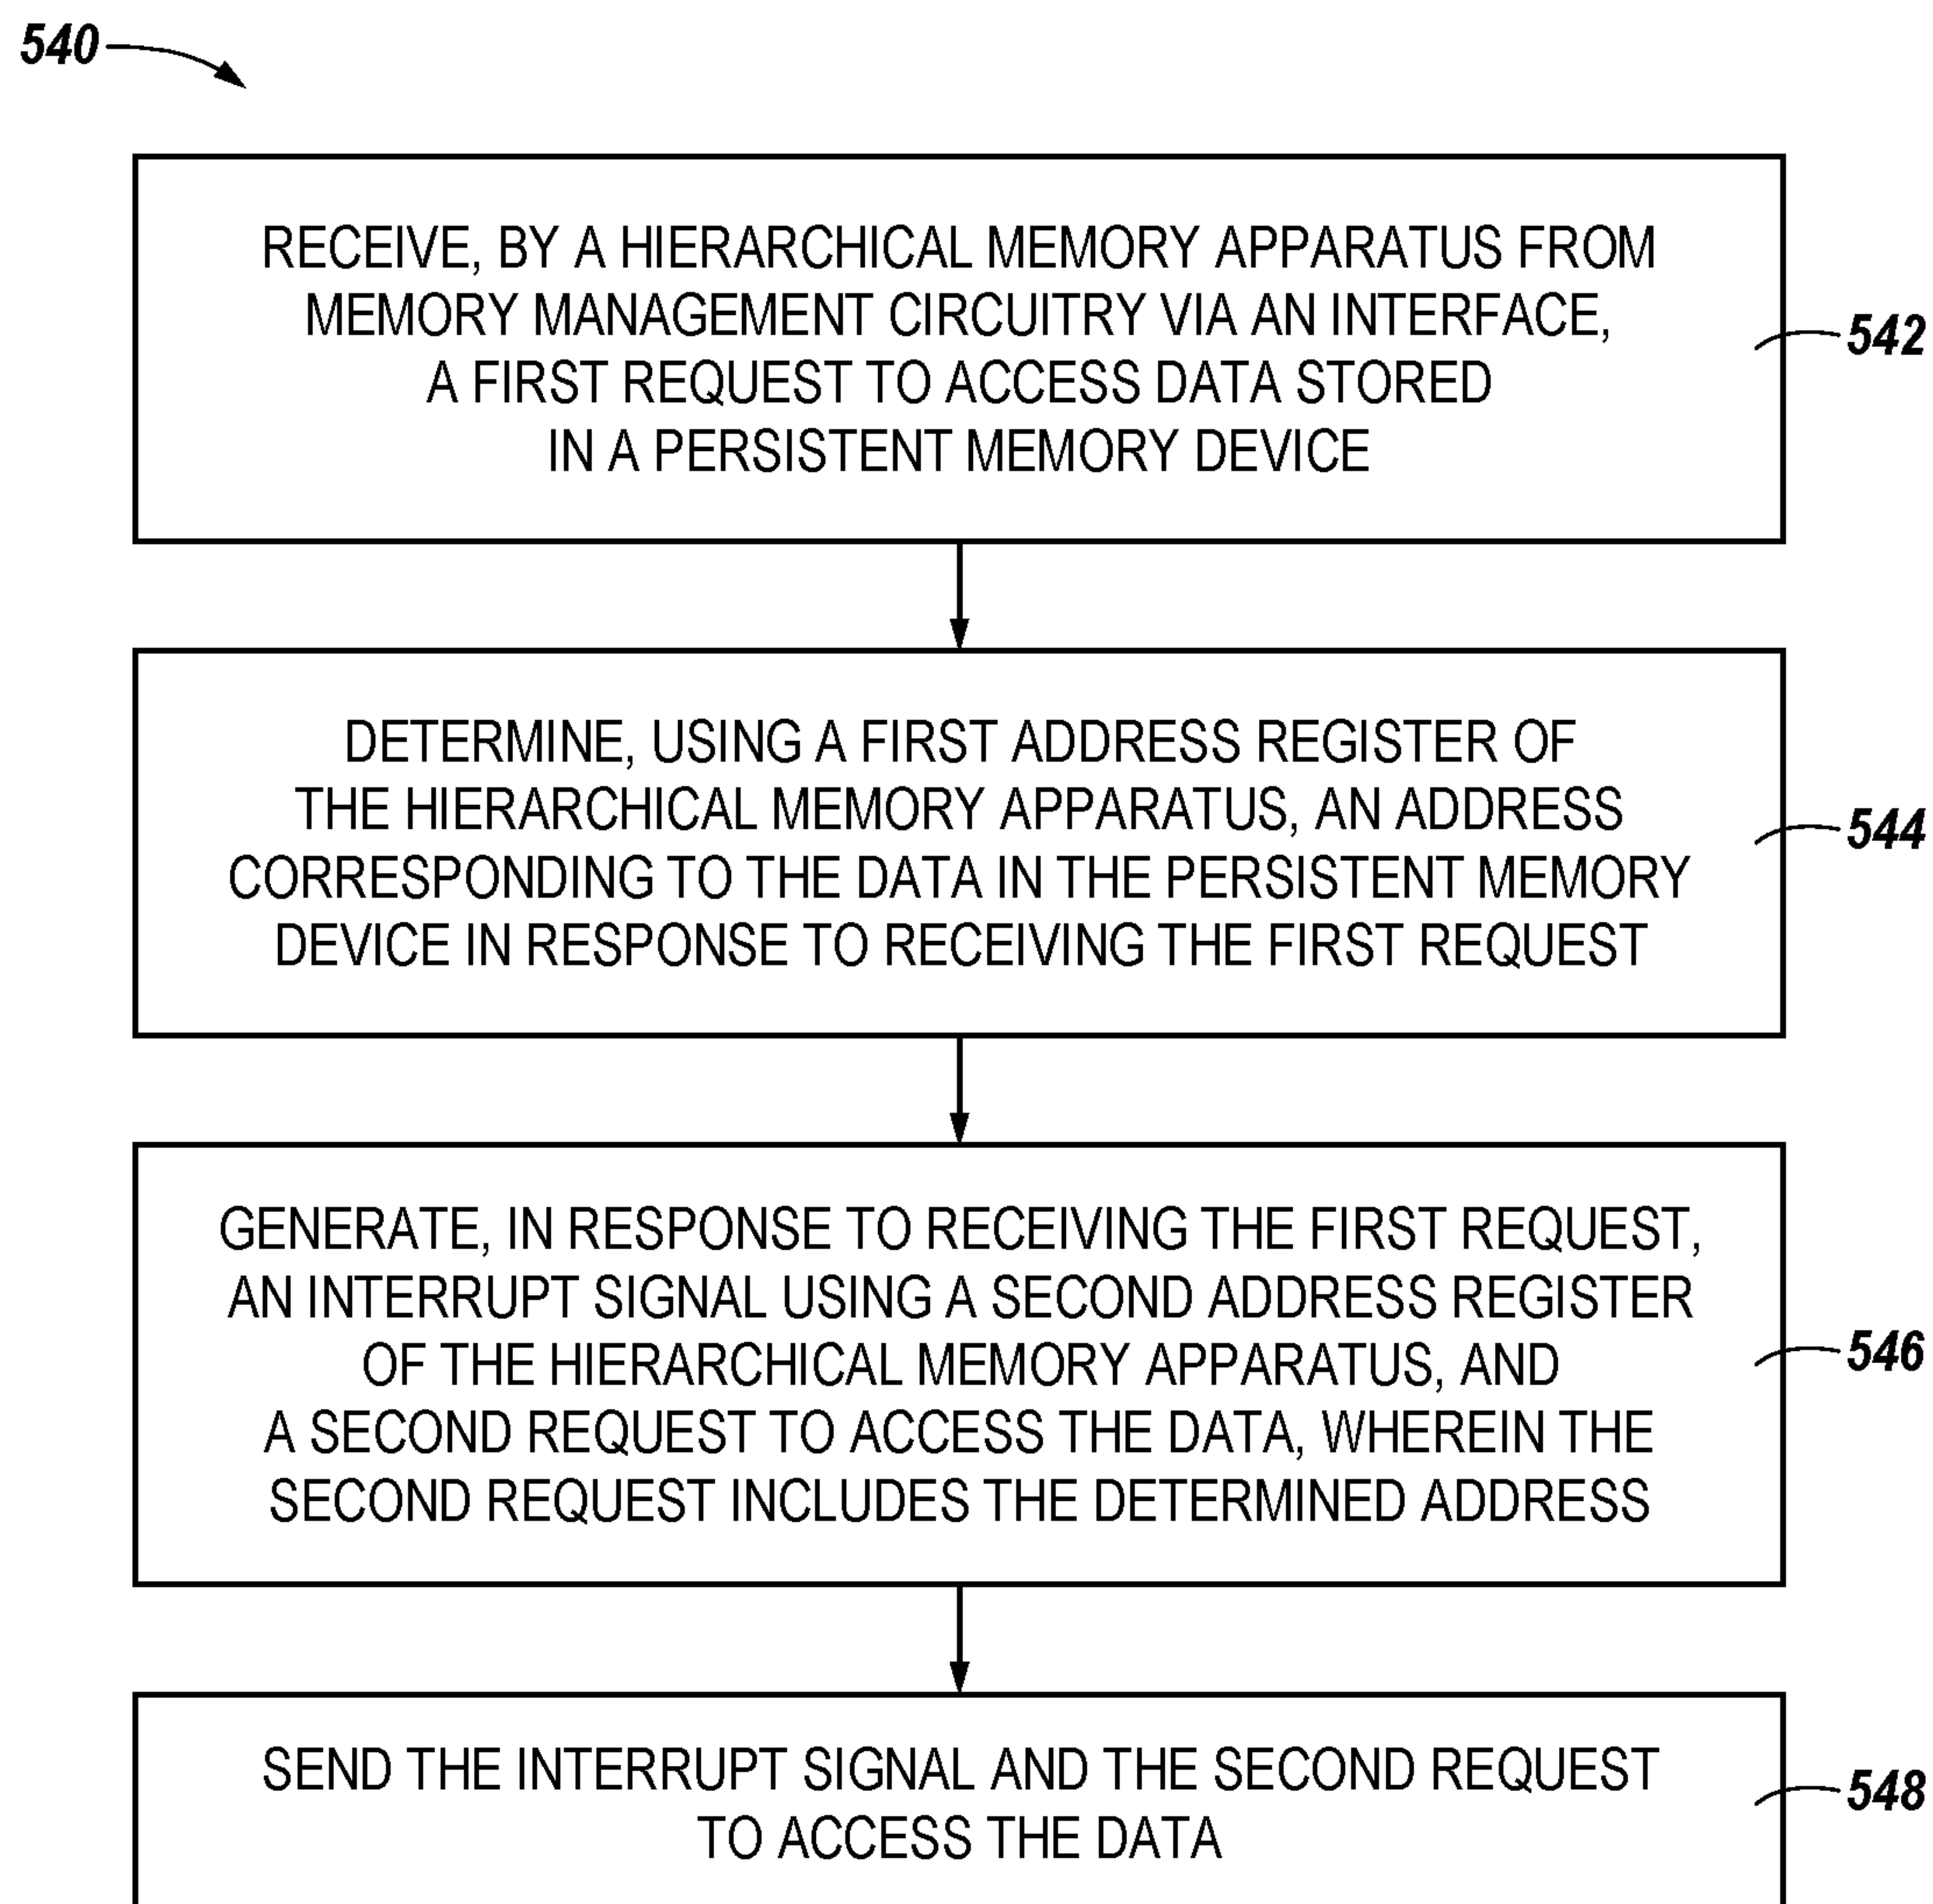 540
RECEIVE, BY A HIERARCHICAL MEMORY APPARATUS FROM
MEMORY MANAGEMENT CIRCUITRY VIA AN INTERFACE,
A FIRST REQUEST TO ACCESS DATA STORED
IN A PERSISTENT MEMORY DEVICE
542
DETERMINE, USING A FIRST ADDRESS REGISTER OF
THE HIERARCHICAL MEMORY APPARATUS, AN ADDRESS
CORRESPONDING TO THE DATA IN THE PERSISTENT MEMORY
DEVICE IN RESPONSE TO RECEIVING THE FIRST REQUEST
544
GENERATE, IN RESPONSE TO RECEIVING THE FIRST REQUEST,
AN INTERRUPT SIGNAL USING A SECOND ADDRESS REGISTER
OF THE HIERARCHICAL MEMORY APPARATUS, AND
A SECOND REQUEST TO ACCESS THE DATA, WHEREIN THE
SECOND REQUEST INCLUDES THE DETERMINED ADDRESS
546
SEND THE INTERRUPT SIGNAL AND THE SECOND REQUEST
TO ACCESS THE DATA
548